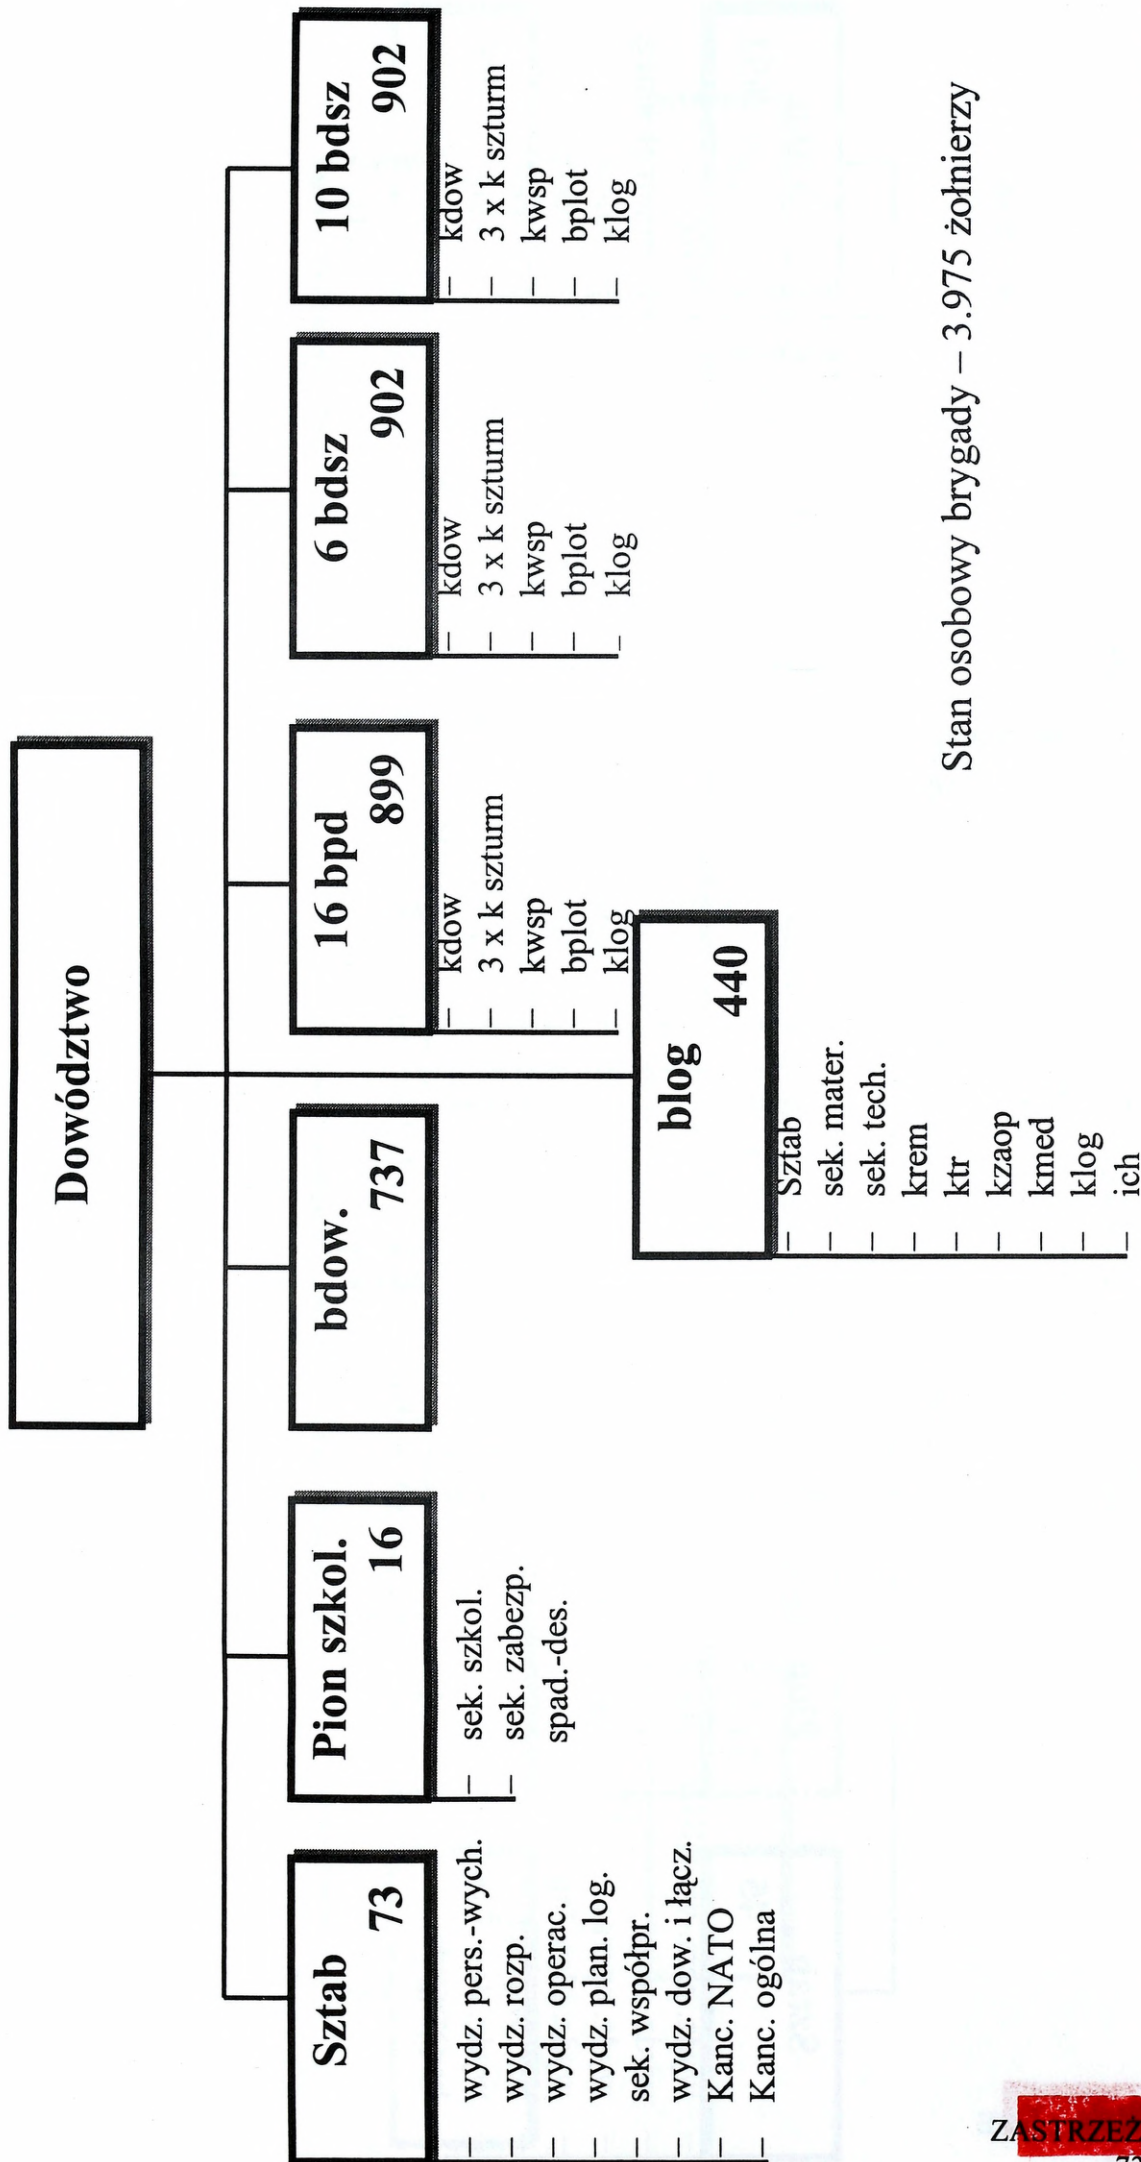 Dowództwo
Sztab
73
wydz. pers.-wych.
wydz. rozp.
wydz. operac.
wydz. plan. log.
sek. współpr.
wydz. dow. i łącz.
Kanc. NATO
Kanc. ogólna
Pion szkol.
16
sek. szkol.
sek. zabezp.
spad.-des.
bdow.
737
16 bpd
899
kdow
3 x k szturm
kwsp
bplot
klog
6 bdsz
902
kdow
3 x k szturm
kwsp
bplot
klog
10 bdsz
902
kdow
3 x k szturm
kwsp
bplot
klog
blog
440
Sztab
sek. mater.
sek. tech.
krem
ktr
kzaop
kmed
klog
ich
Stan osobowy brygady – 3.975 żołnierzy